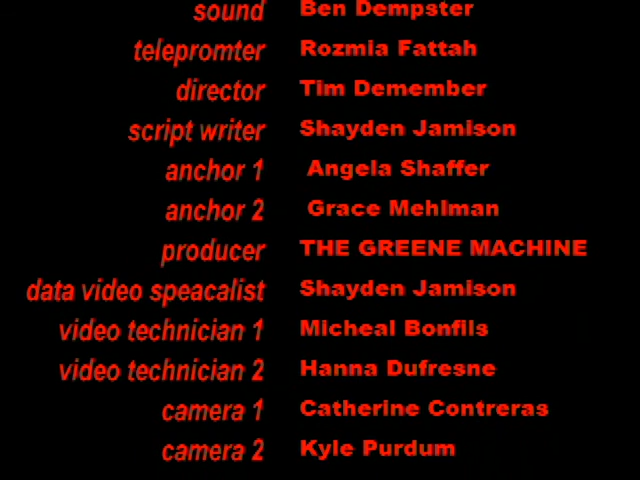 sound Ben Dempster
telepromter Rozmia Fattah
director Tim Demember
script writer Shayden Jamison
anchor 1 Angela Shaffer
anchor 2 Grace Mehlman
producer THE GREENE MACHINE
data video speacalist Shayden Jamison
video technician 1 Micheal Bonfils
video technician 2 Hanna Dufresne
camera 1 Catherine Contreras
camera 2 Kyle Purdum